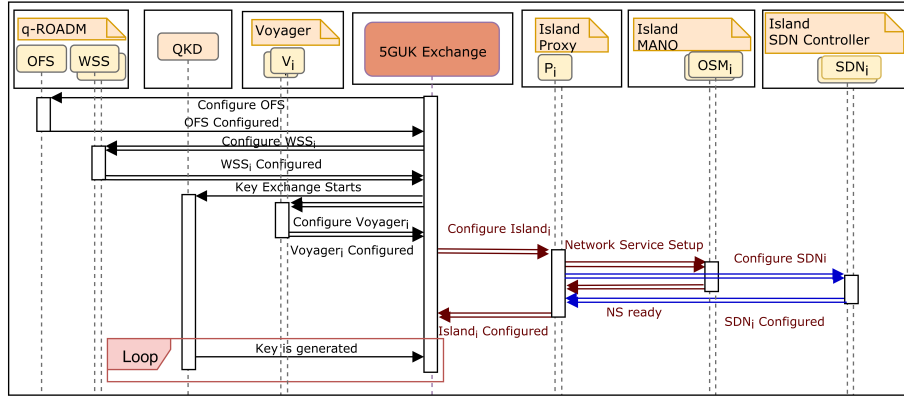 q-ROADM
OFS
WSS
QKD
Voyager
Vi
5GUK Exchange
Island
Proxy
Pi
Island
MANO
OSMi
Island
SDN Controller
SDNi
Configure OFS
OFS Configured
Configure WSSi
WSSi Configured
Key Exchange Starts
Configure Voyageri
Voyageri Configured
Configure Islandi
Network Service Setup
Configure SDNi
NS ready
SDNi Configured
Islandi Configured
Loop
Key is generated